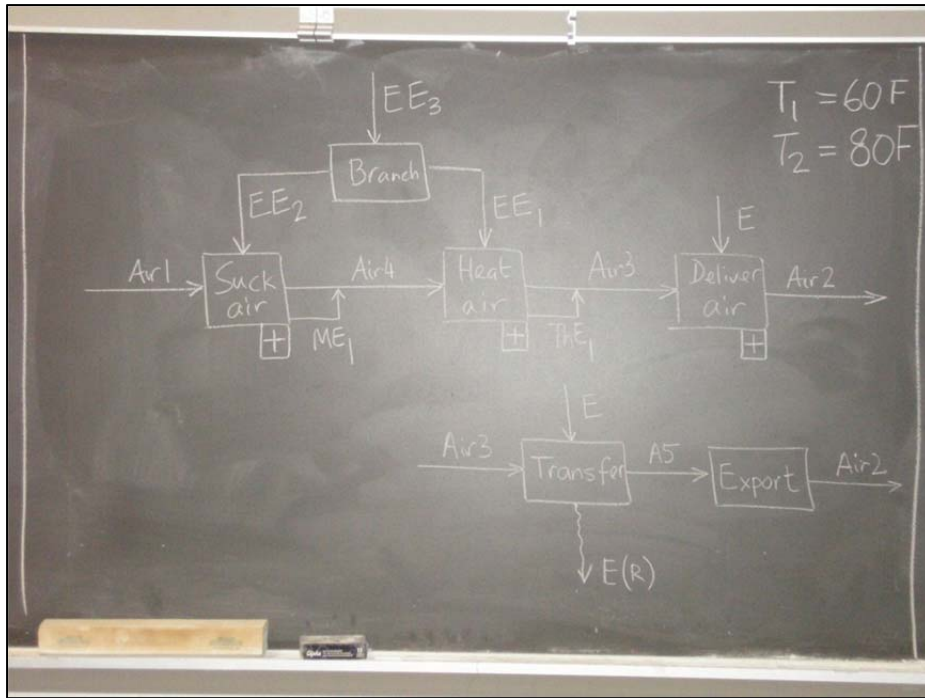 EE3
T1 = 60F
T2 = 80F
Branch
EE2
EE1
E
Air1
Suck air
Air4
Heat air
Air3
Deliver air
Air2
+
ME1
+
ThE1
+
E
Air3
Transfer
A5
Export
Air2
E(R)